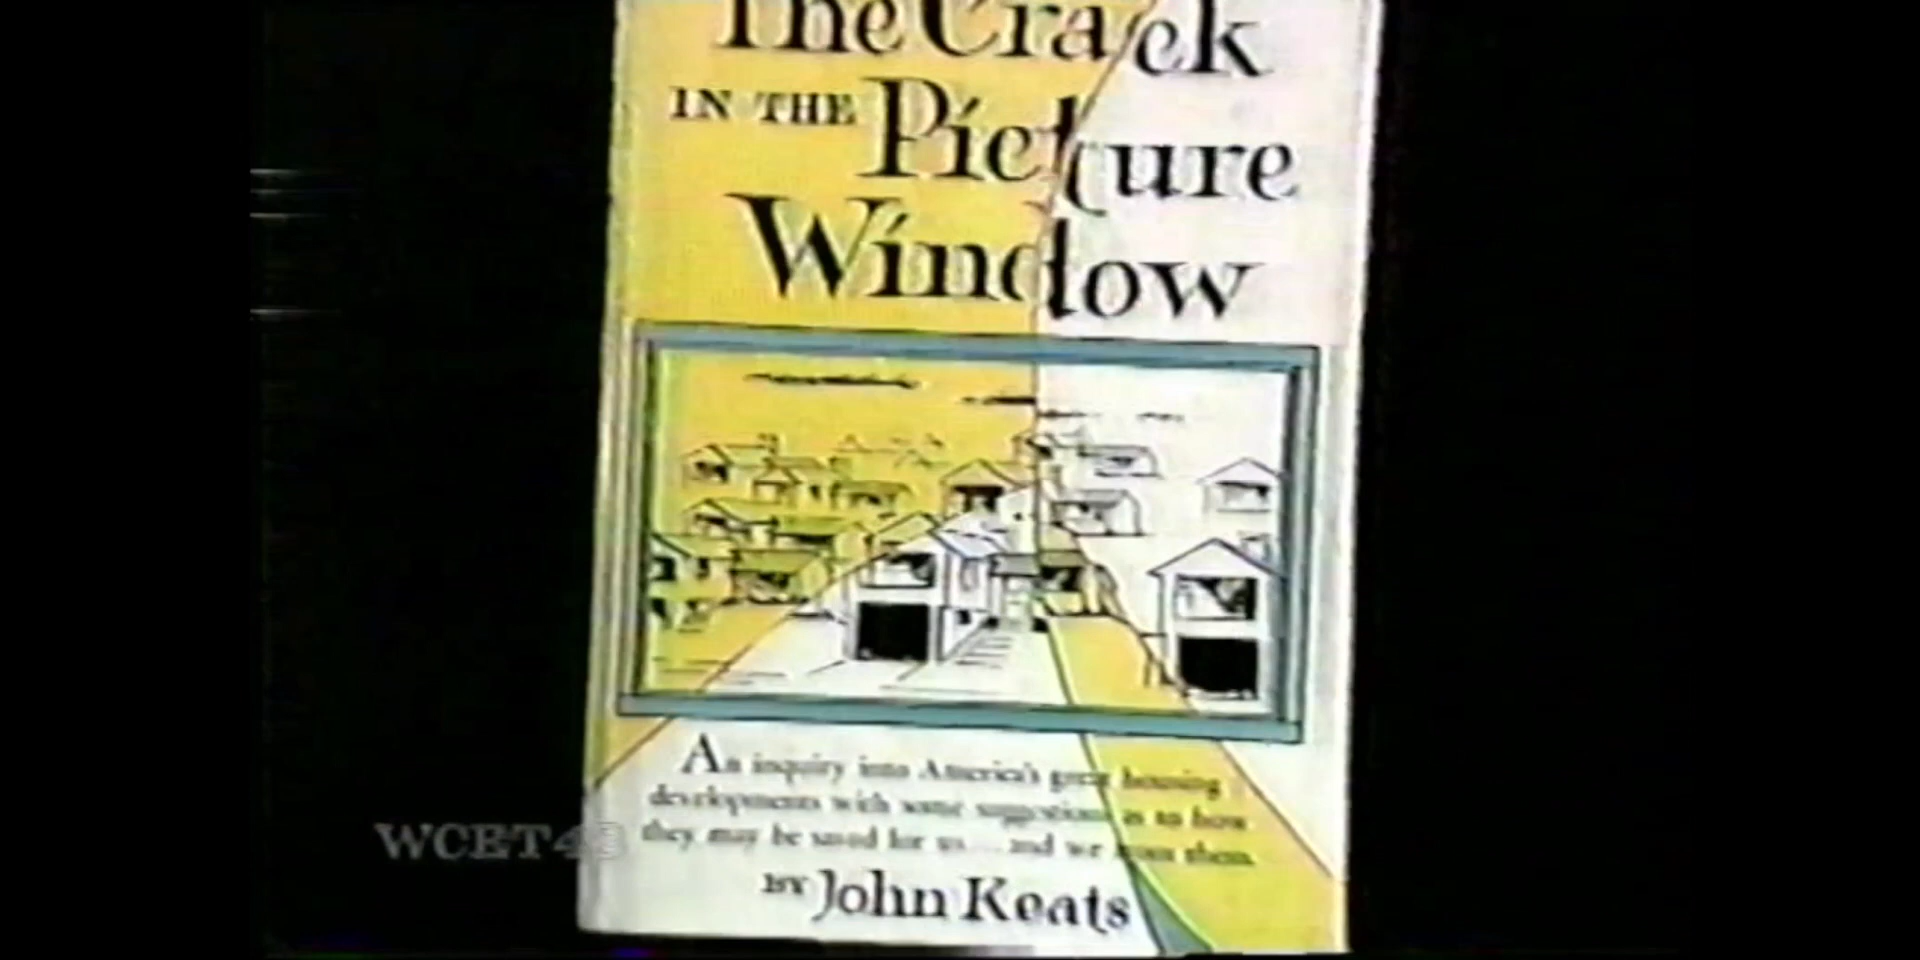 The Crack
IN THE Picture
Window
An inquiry into America's great housing
developments with some suggestions as to how
they may be saved for us... and we from them.
BY John Keats
WCET48